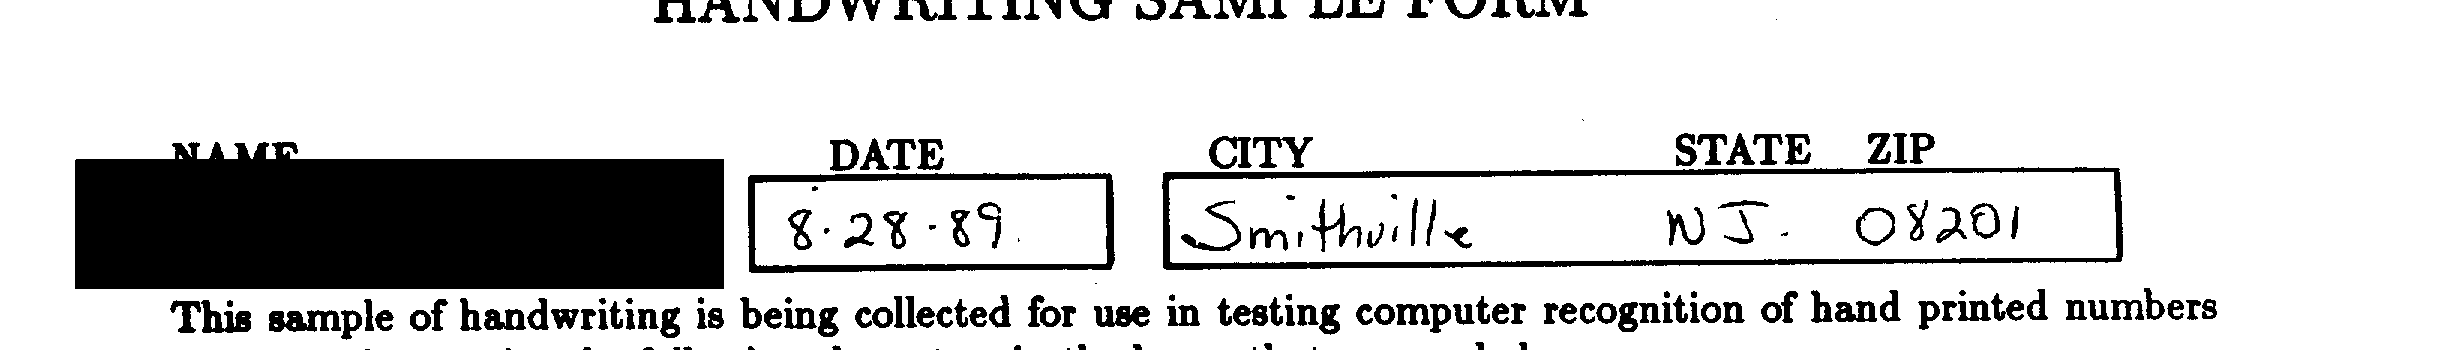 HANDWRITING SAMPLE FORM
NAME DATE CITY STATE ZIP
8·28·89. Smithville NJ. 08201
This sample of handwriting is being collected for use in testing computer recognition of hand printed numbers